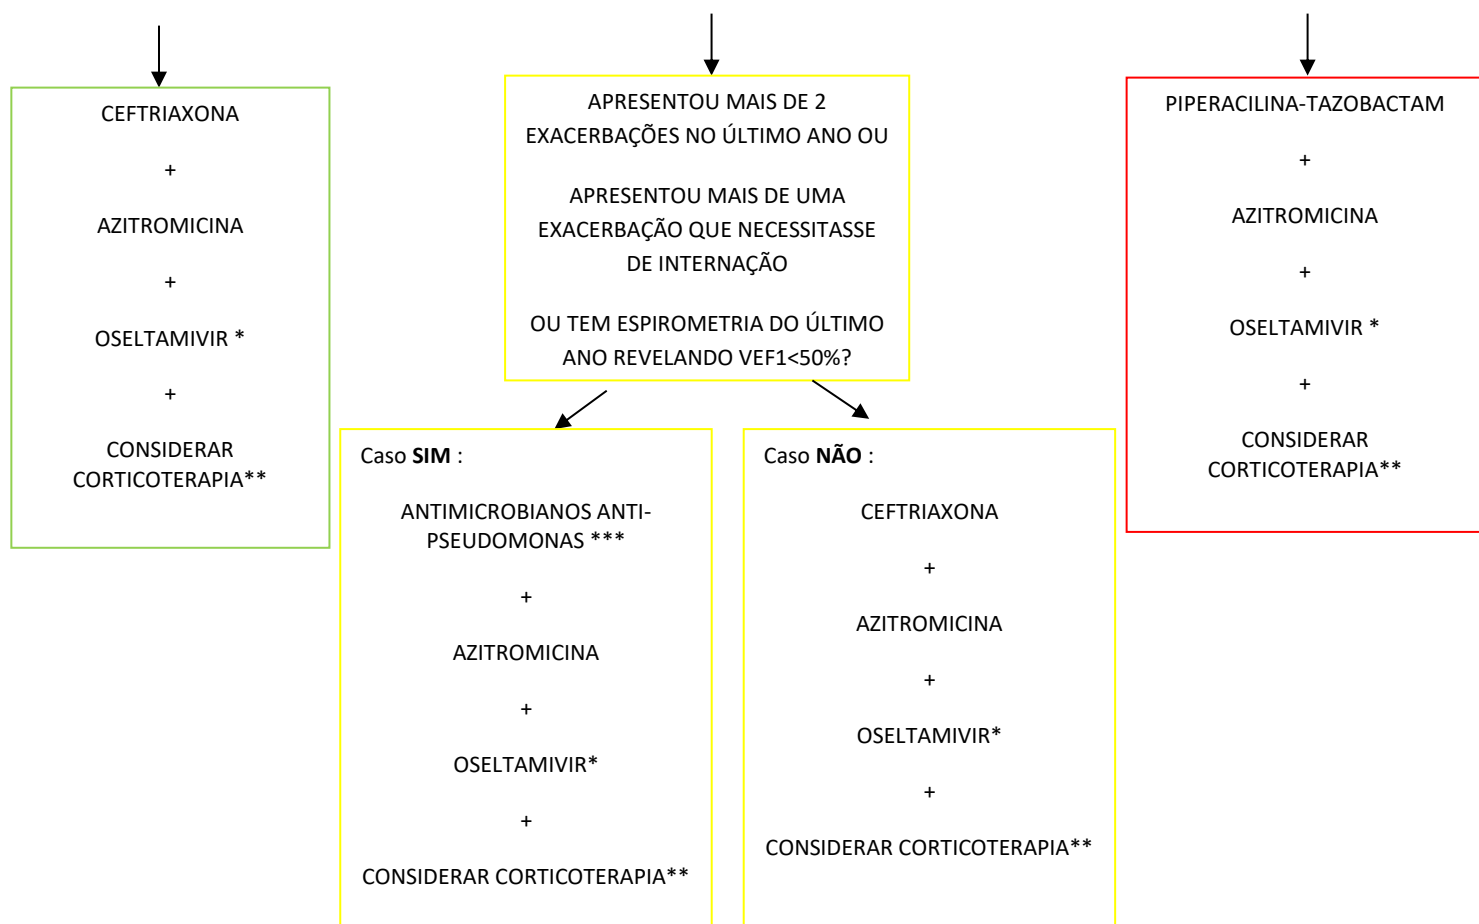 CEFTRIAXONA
+
AZITROMICINA
+
OSELTAMIVIR *
+
CONSIDERAR
CORTICOTERAPIA**
APRESENTOU MAIS DE 2
EXACERBAÇÕES NO ÚLTIMO ANO OU
APRESENTOU MAIS DE UMA
EXACERBAÇÃO QUE NECESSITASSE
DE INTERNAÇÃO
OU TEM ESPIROMETRIA DO ÚLTIMO
ANO REVELANDO VEF1<50%?
Caso SIM :
ANTIMICROBIANOS ANTI-
PSEUDOMONAS ***
+
AZITROMICINA
+
OSELTAMIVIR*
+
CONSIDERAR CORTICOTERAPIA**
Caso NÃO :
CEFTRIAXONA
+
AZITROMICINA
+
OSELTAMIVIR*
+
CONSIDERAR CORTICOTERAPIA**
PIPERACILINA-TAZOBACTAM
+
AZITROMICINA
+
OSELTAMIVIR *
+
CONSIDERAR
CORTICOTERAPIA**